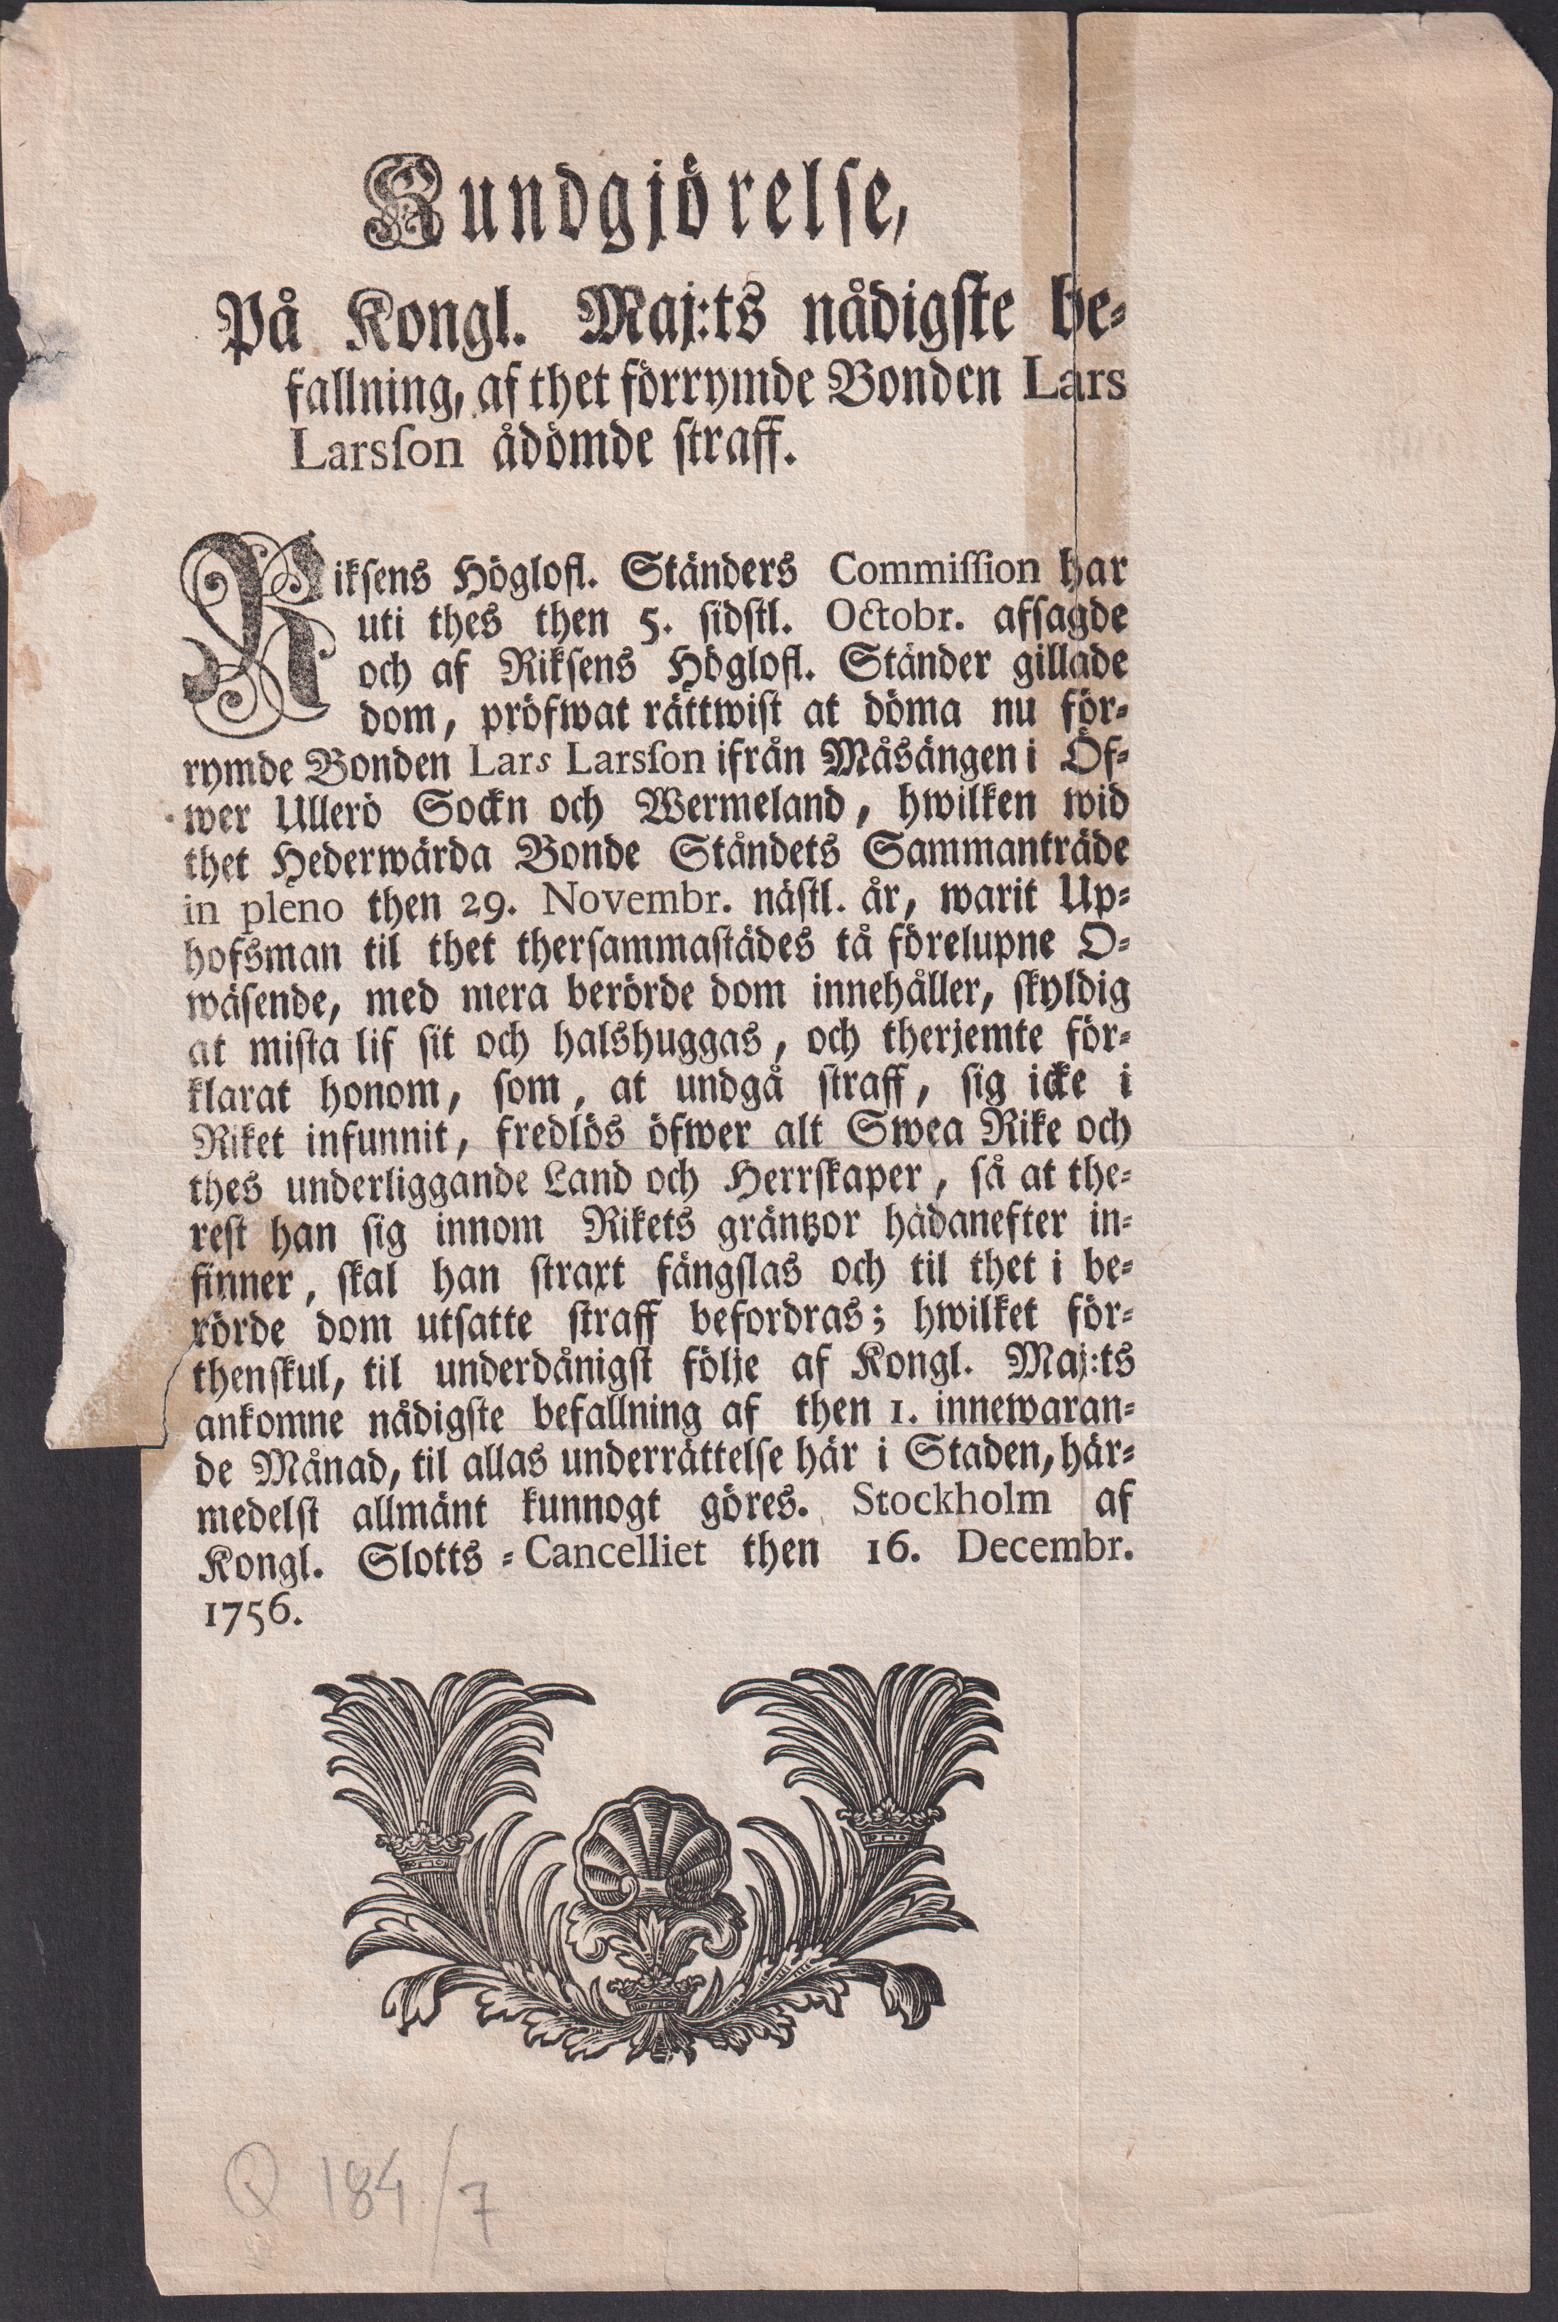 Kundgjörelse,
På Kongl. Maj:ts nådigste be-
fallning, af thet förrymde Bonden Lars
Larsson ådömde straff.
Riksens Höglofl. Ständers Commission har
uti thes then 5. sidstl. Octobr. afsagde
och af Riksens Höglofl. Ständer gillade
dom, pröfwat rättwist at döma nu för-
rymde Bonden Lars Larsson ifrån Måsängen i Öf-
wer Ullerö Sockn och Wermeland, hwilken wid
thet Hederwärda Bonde Ståndets Sammanträde
in pleno then 29. Novembr. nästl. år, warit Up-
hofsman til thet thersammastädes tå förelupne O-
wäsende, med mera berörde dom innehåller, skyldig
at mista lif sit och halshuggas, och therjemte för-
klarat honom, som, at undgå straff, sig icke i
Riket infunnit, fredlös öfwer alt Swea Rike och
thes underliggande Land och Herrskaper, så at the-
rest han sig innom Rikets gräntzor hädanefter in-
finner, skal han straxt fängslas och til thet i be-
rörde dom utsatte straff befordras; hwilket för-
thenskul, til underdånigst följe af Kongl. Maj:ts
ankomne nådigste befallning af then 1. innewaran-
de Månad, til allas underrättelse här i Staden, här-
medelst allmänt kunnogt göres. Stockholm af
Kongl. Slotts-Cancelliet then 16. Decembr.
1756.
Q 184/7